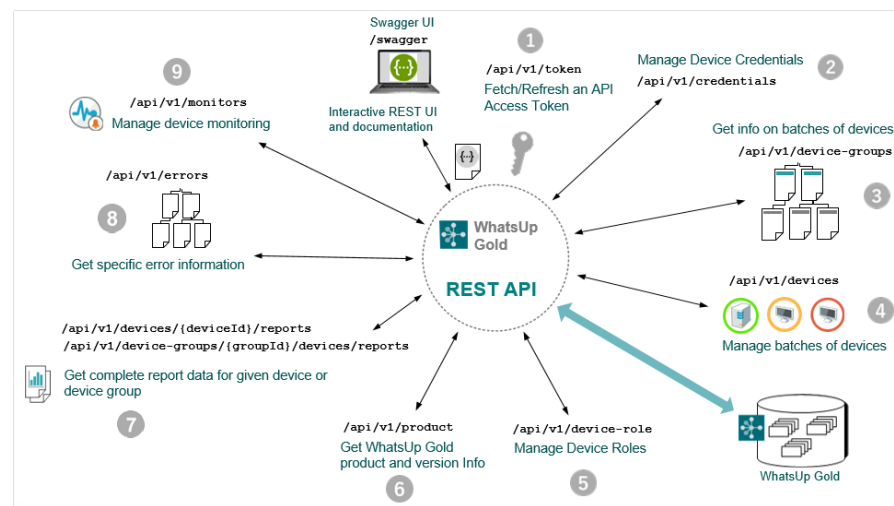 Swagger UI
/swagger
{···}
Interactive REST UI
and documentation
{···}
1
/api/v1/token
Fetch/Refresh an API
Access Token
Manage Device Credentials
2
/api/v1/credentials
Get info on batches of devices
/api/v1/device-groups
3
/api/v1/devices
4
Manage batches of devices
WhatsUp Gold
/api/v1/device-role
Manage Device Roles
5
/api/v1/product
Get WhatsUp Gold
product and version Info
6
/api/v1/devices/{deviceId}/reports
/api/v1/device-groups/{groupId}/devices/reports
Get complete report data for given device or
device group
7
/api/v1/errors
8
Get specific error information
9
/api/v1/monitors
Manage device monitoring
WhatsUp
Gold
REST API